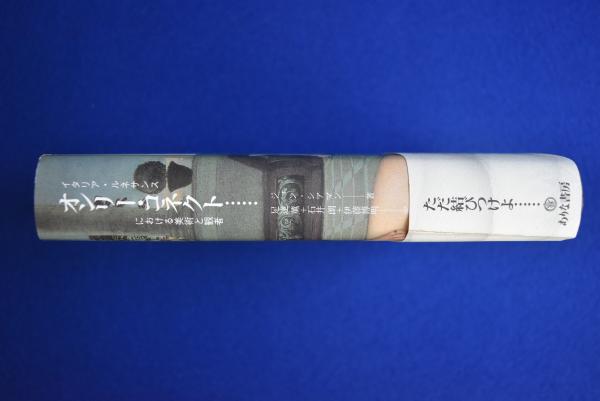 イタリア・ルネサンス
オンリー・コネクト……
における美術と観者
ジョン・シアマン——著
足達薫+石井朗+伊藤博明——
ただ結びつけよ……
ありな書房